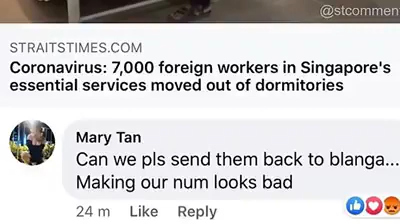 @stcommen
STRAITSTIMES.COM
Coronavirus: 7,000 foreign workers in Singapore's
essential services moved out of dormitories
Mary Tan
Can we pls send them back to blanga...
Making our num looks bad
24 m Like Reply